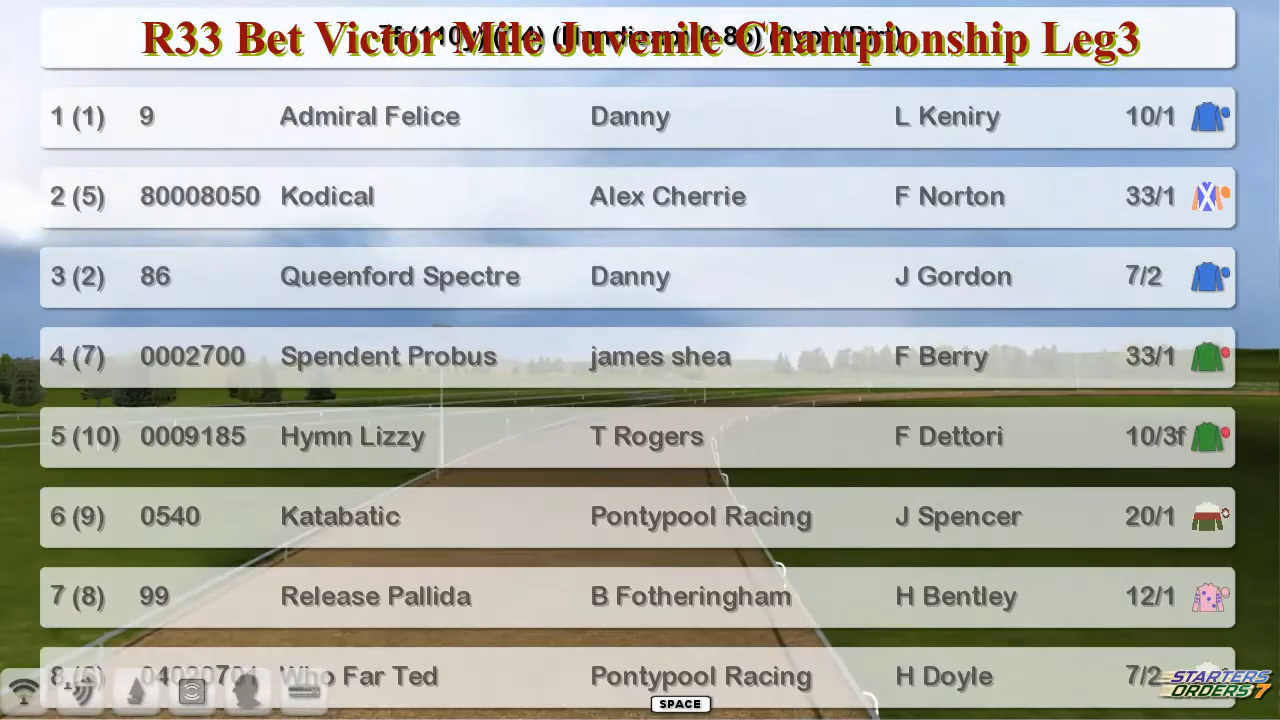 R33 Bet Victor Mile Juvenile Championship Leg3
1 (1) 9 Admiral Felice Danny L Keniry 10/1
2 (5) 80008050 Kodical Alex Cherrie F Norton 33/1
3 (2) 86 Queenford Spectre Danny J Gordon 7/2
4 (7) 0002700 Spendent Probus james shea F Berry 33/1
5 (10) 0009185 Hymn Lizzy T Rogers F Dettori 10/3f
6 (9) 0540 Katabatic Pontypool Racing J Spencer 20/1
7 (8) 99 Release Pallida B Fotheringham H Bentley 12/1
8 Who Far Ted Pontypool Racing H Doyle 7/2
SPACE
STARTERS
ORDERS 7